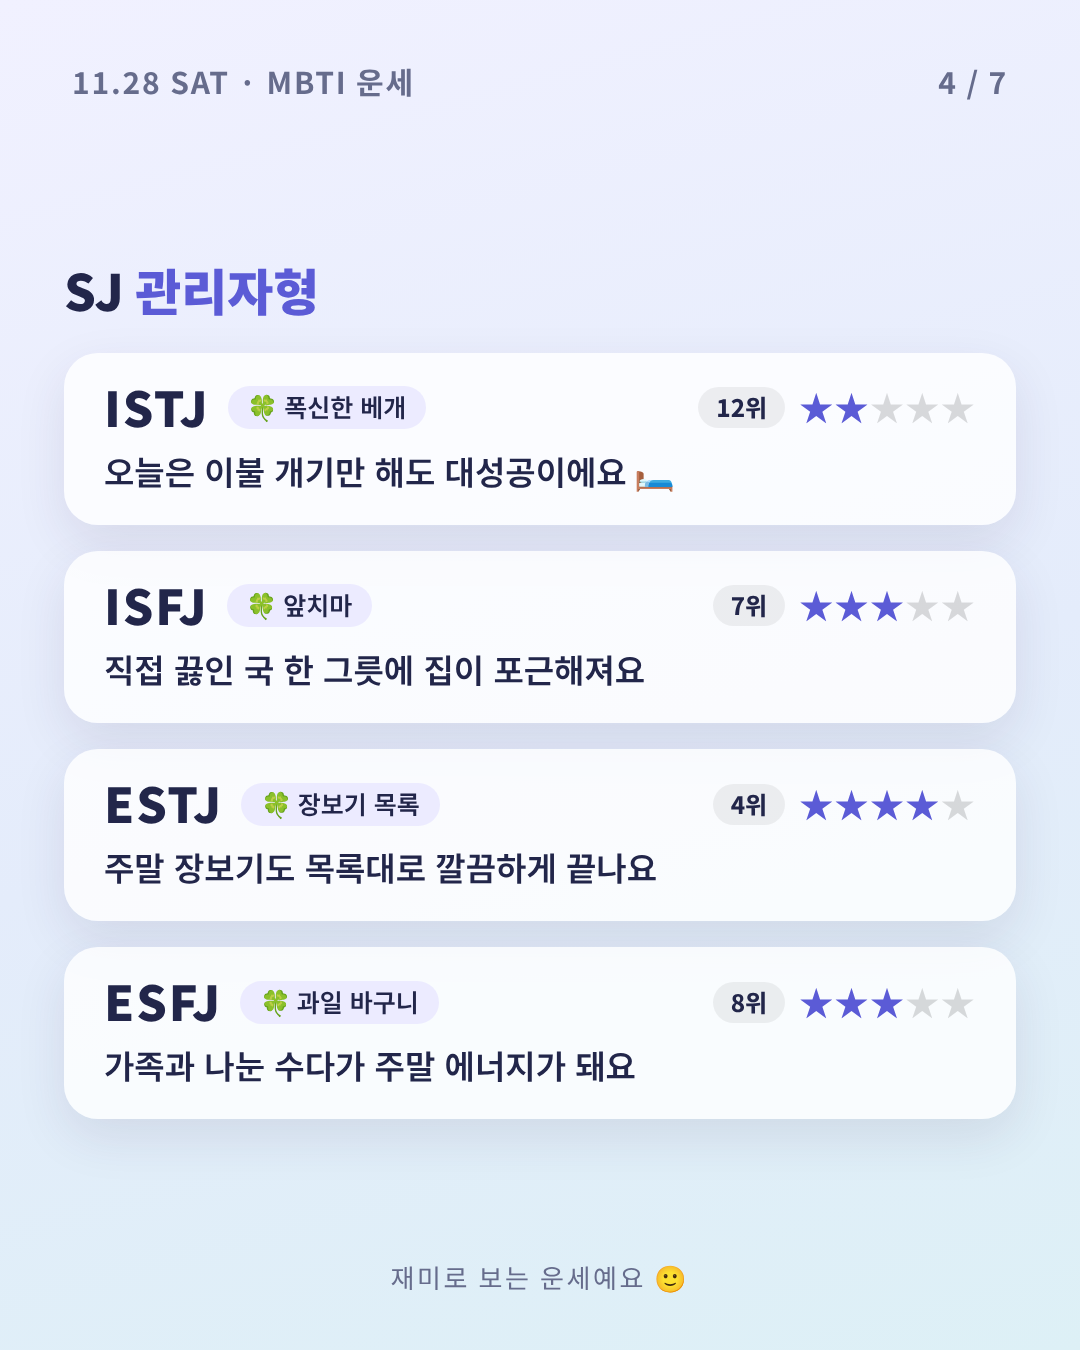 11.28 SAT · MBTI 운세
4 / 7
SJ 관리자형
ISTJ 🍀 폭신한 베개 12위 ★★★★★
오늘은 이불 개기만 해도 대성공이에요 🛏️
ISFJ 🍀 앞치마 7위 ★★★★★
직접 끓인 국 한 그릇에 집이 포근해져요
ESTJ 🍀 장보기 목록 4위 ★★★★★
주말 장보기도 목록대로 깔끔하게 끝나요
ESFJ 🍀 과일 바구니 8위 ★★★★★
가족과 나눈 수다가 주말 에너지가 돼요
재미로 보는 운세예요 🙂